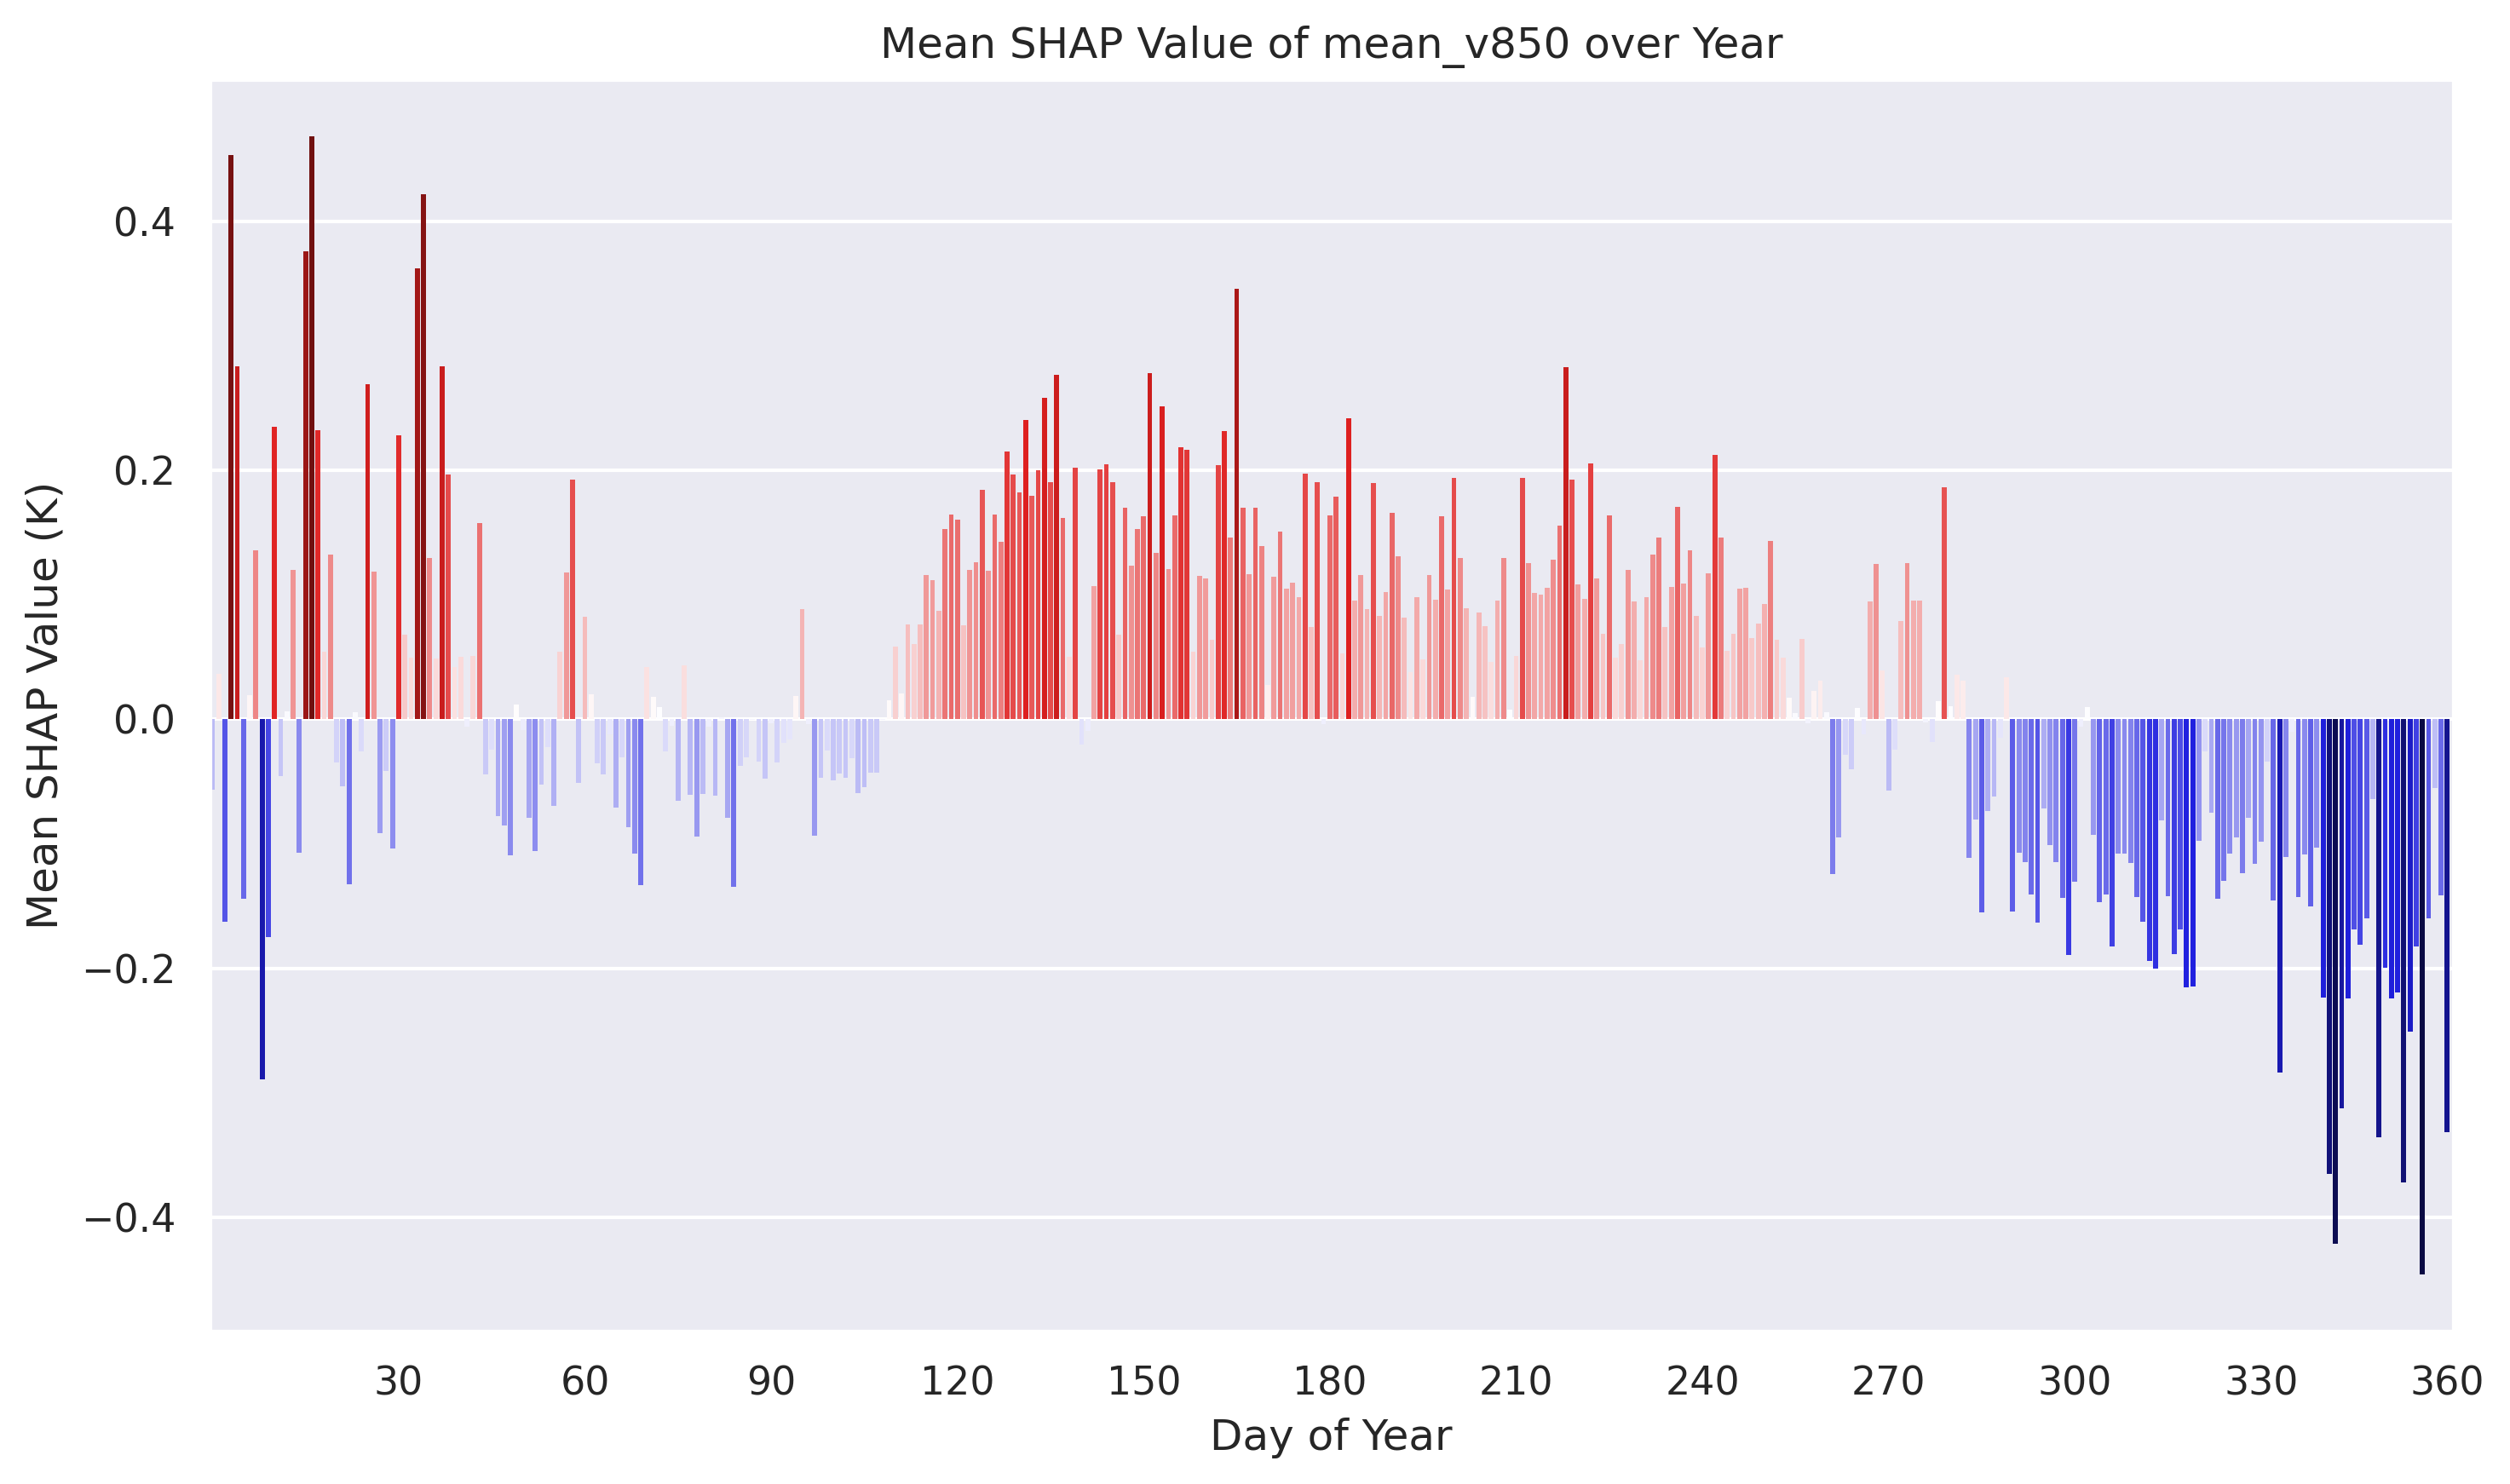 Mean SHAP Value of mean_v850 over Year
Mean SHAP Value (K)
0.4
0.2
0.0
−0.2
−0.4
30 60 90 120 150 180 210 240 270 300 330 360
Day of Year